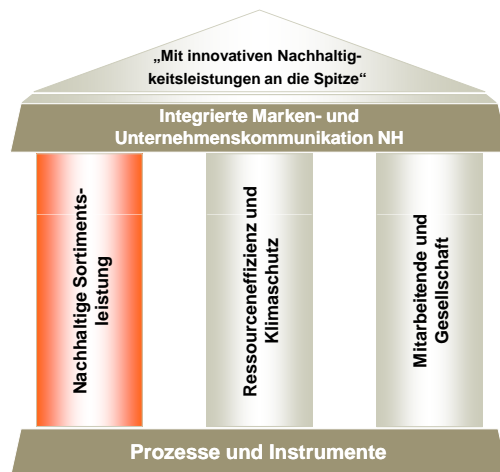 „Mit innovativen Nachhaltig-
keitsleistungen an die Spitze“
Integrierte Marken- und
Unternehmenskommunikation NH
Nachhaltige Sortiments-
leistung
Ressourceneffizienz und
Klimaschutz
Mitarbeitende und
Gesellschaft
Prozesse und Instrumente